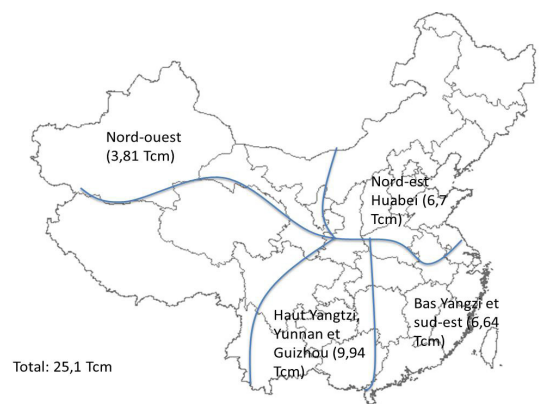 Nord-ouest
(3,81 Tcm)
Nord-est
Huabei (6,7
Tcm)
Haut Yangtzi,
Yunnan et
Guizhou (9,94
Tcm)
Bas Yangzi et
sud-est (6,64
Tcm)
Total: 25,1 Tcm